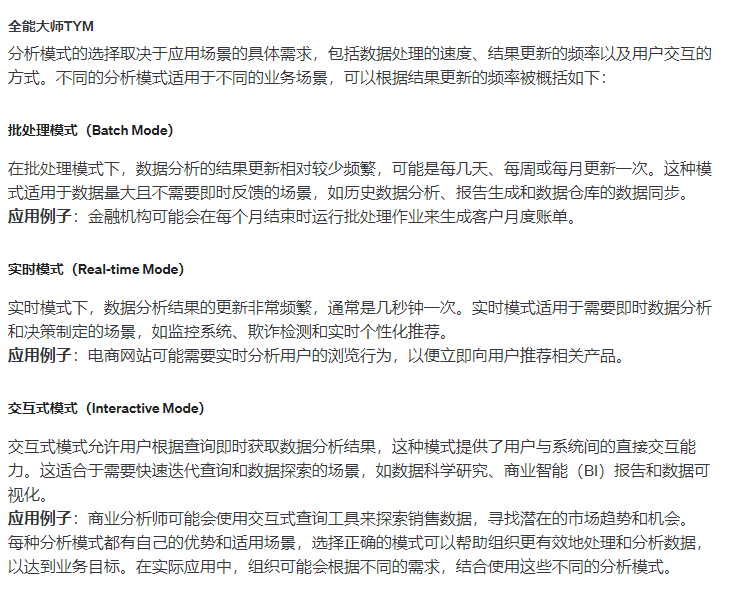 全能大师TYM
分析模式的选择取决于应用场景的具体需求，包括数据处理的速度、结果更新的频率以及用户交互的
方式。不同的分析模式适用于不同的业务场景，可以根据结果更新的频率被概括如下：
批处理模式（Batch Mode）
在批处理模式下，数据分析的结果更新相对较少频繁，可能是每几天、每周或每月更新一次。这种模
式适用于数据量大且不需要即时反馈的场景，如历史数据分析、报告生成和数据仓库的数据同步。
应用例子：金融机构可能会在每个月结束时运行批处理作业来生成客户月度账单。
实时模式（Real-time Mode）
实时模式下，数据分析结果的更新非常频繁，通常是几秒钟一次。实时模式适用于需要即时数据分析
和决策制定的场景，如监控系统、欺诈检测和实时个性化推荐。
应用例子：电商网站可能需要实时分析用户的浏览行为，以便立即向用户推荐相关产品。
交互式模式（Interactive Mode）
交互式模式允许用户根据查询即时获取数据分析结果，这种模式提供了用户与系统间的直接交互能
力。这适合于需要快速迭代查询和数据探索的场景，如数据科学研究、商业智能（BI）报告和数据可
视化。
应用例子：商业分析师可能会使用交互式查询工具来探索销售数据，寻找潜在的市场趋势和机会。
每种分析模式都有自己的优势和适用场景，选择正确的模式可以帮助组织更有效地处理和分析数据，
以达到业务目标。在实际应用中，组织可能会根据不同的需求，结合使用这些不同的分析模式。